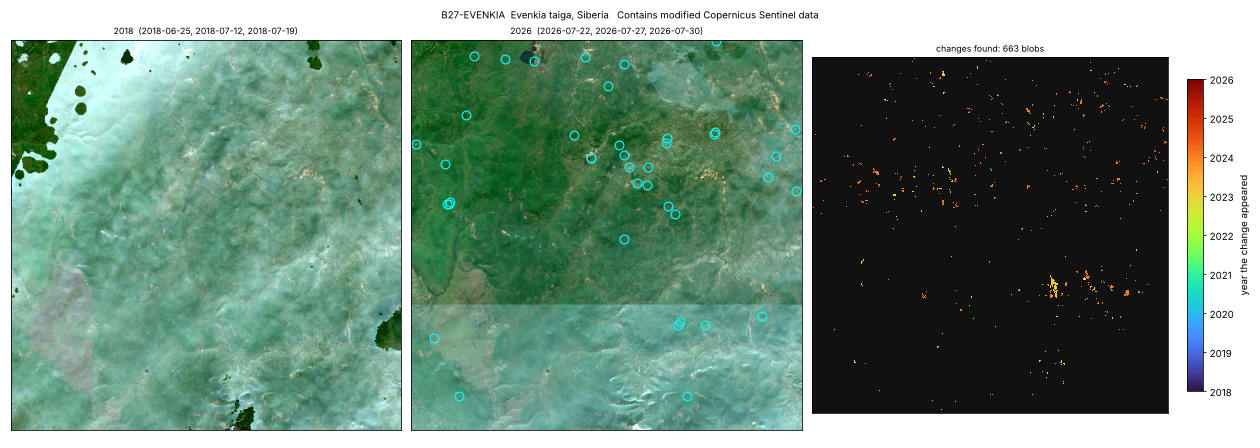 B27-EVENKIA Evenkia taiga, Siberia Contains modified Copernicus Sentinel data
2018 (2018-06-25, 2018-07-12, 2018-07-19)
2026 (2026-07-22, 2026-07-27, 2026-07-30)
changes found: 663 blobs
2026
2025
2024
2023
2022
2021
2020
2019
2018
year the change appeared